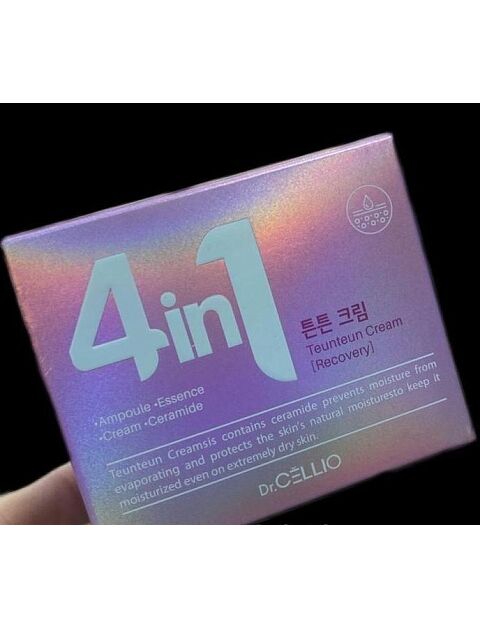 4in1
튼튼 크림
Teunteun Cream
[Recovery]
•Ampoule •Essence
•Cream •Ceramide
Teunteun Creamsis contains ceramide prevents moisture from
evaporating and protects the skin's natural moisturesto keep it
moisturized even on extremely dry skin.
Dr.CELLIO